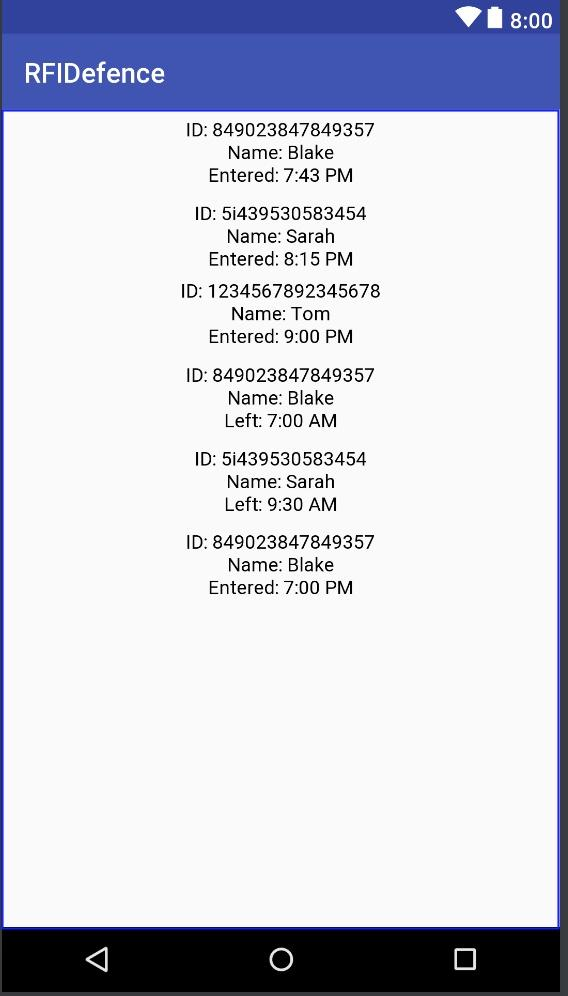 8:00
RFIDefence
ID: 849023847849357
Name: Blake
Entered: 7:43 PM
ID: 5i439530583454
Name: Sarah
Entered: 8:15 PM
ID: 1234567892345678
Name: Tom
Entered: 9:00 PM
ID: 849023847849357
Name: Blake
Left: 7:00 AM
ID: 5i439530583454
Name: Sarah
Left: 9:30 AM
ID: 849023847849357
Name: Blake
Entered: 7:00 PM